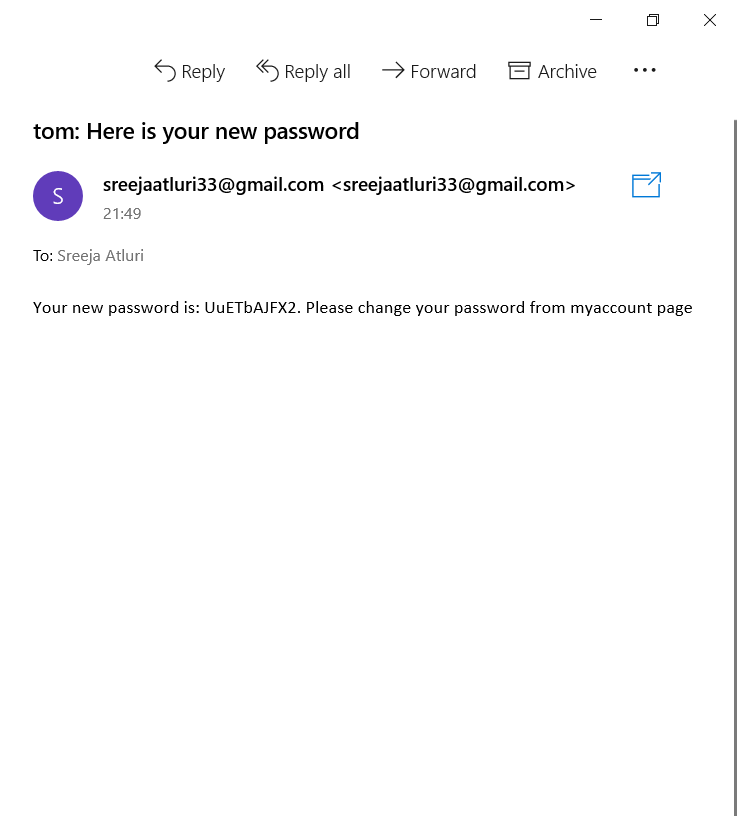 Reply Reply all Forward Archive
tom: Here is your new password
S
sreejaatluri33@gmail.com <sreejaatluri33@gmail.com>
21:49
To: Sreeja Atluri
Your new password is: UuETbAJFX2. Please change your password from myaccount page